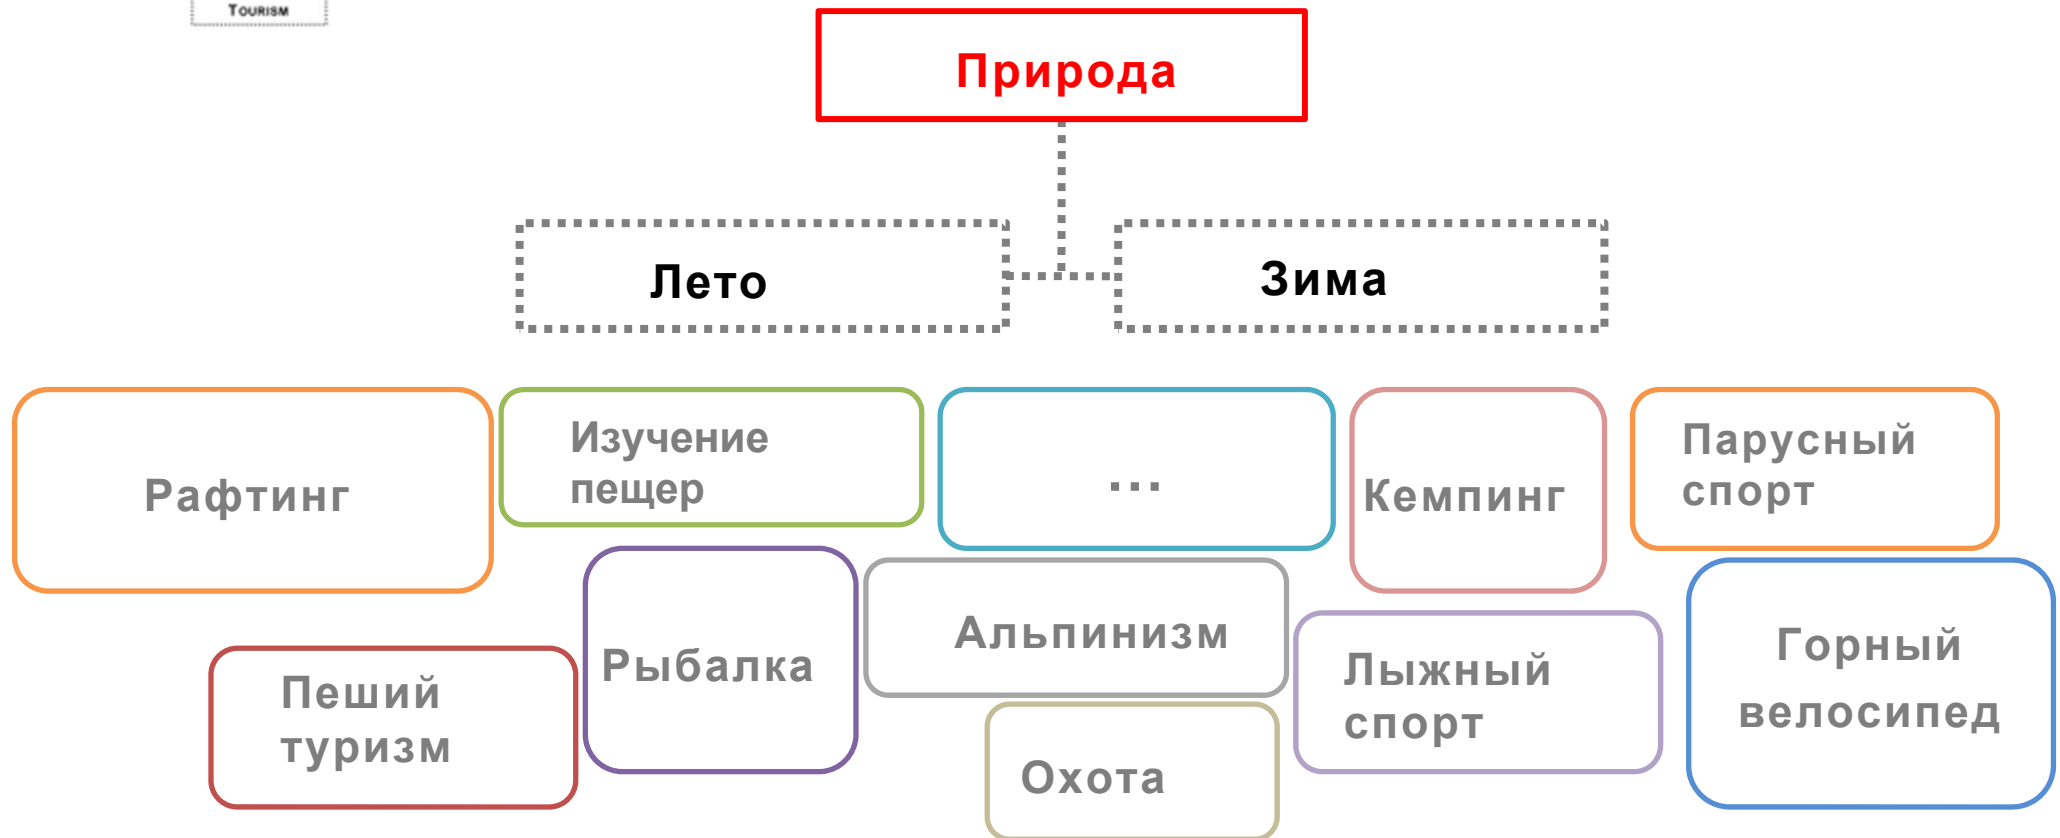 TOURISM
Природа
Лето
Зима
Рафтинг
Изучение
пещер
...
Кемпинг
Парусный
спорт
Пеший
туризм
Рыбалка
Альпинизм
Охота
Лыжный
спорт
Горный
велосипед